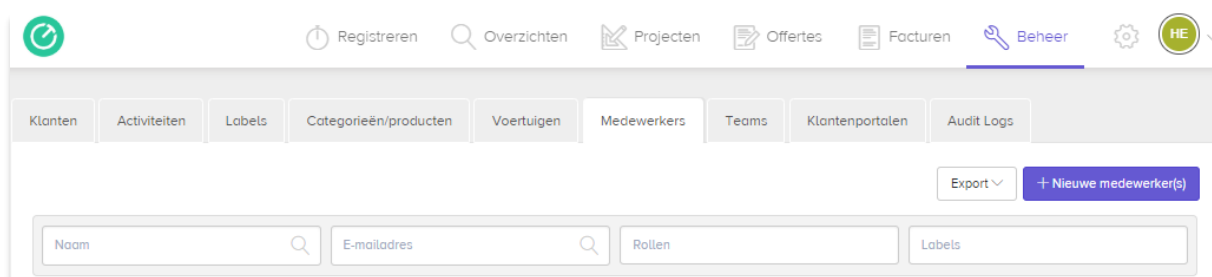 Registreren Overzichten Projecten Offertes Facturen Beheer HE
Klanten Activiteiten Labels Categorieën/producten Voertuigen Medewerkers Teams Klantenportalen Audit Logs
Export + Nieuwe medewerker(s)
Naam E-mailadres Rollen Labels